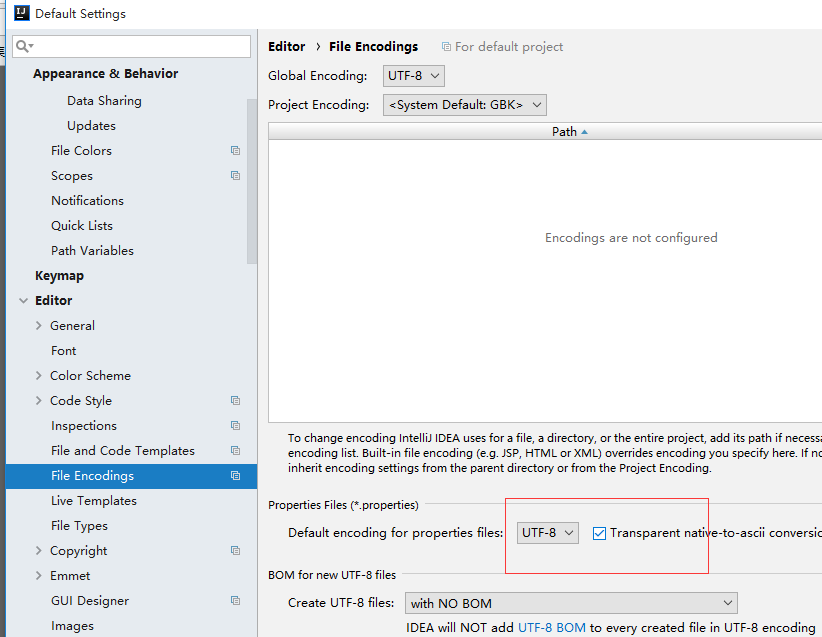 IJ Default Settings
Appearance & Behavior
Data Sharing
Updates
File Colors
Scopes
Notifications
Quick Lists
Path Variables
Keymap
Editor
General
Font
Color Scheme
Code Style
Inspections
File and Code Templates
File Encodings
Live Templates
File Types
Copyright
Emmet
GUI Designer
Images
Editor › File Encodings For default project
Global Encoding: UTF-8
Project Encoding: <System Default: GBK>
Path
Encodings are not configured
To change encoding IntelliJ IDEA uses for a file, a directory, or the entire project, add its path if necessa
encoding list. Built-in file encoding (e.g. JSP, HTML or XML) overrides encoding you specify here. If no
inherit encoding settings from the parent directory or from the Project Encoding.
Properties Files (*.properties)
Default encoding for properties files: UTF-8 Transparent native-to-ascii conversio
BOM for new UTF-8 files
Create UTF-8 files: with NO BOM
IDEA will NOT add UTF-8 BOM to every created file in UTF-8 encoding